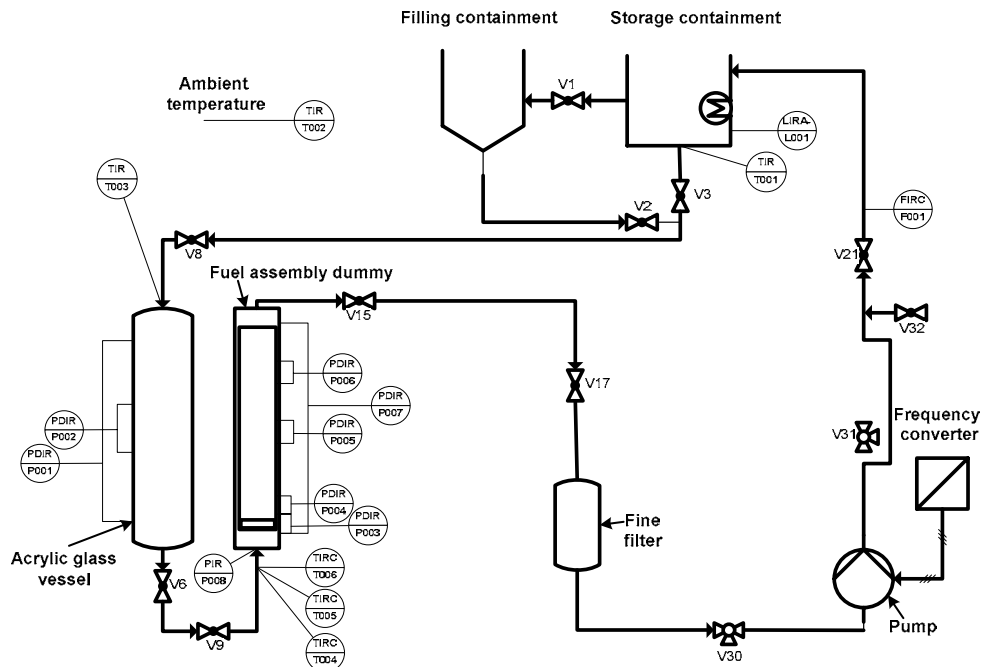 Filling containment
Storage containment
Ambient
temperature
TIR
T002
V1
LIRA-
L001
TIR
T001
TIR
T003
V3
V2
FIRC
F001
V8
V21
Fuel assembly dummy
V15
V32
PDIR
P006
V17
PDIR
P007
PDIR
P002
PDIR
P005
V31
Frequency
converter
PDIR
P001
PDIR
P004
PDIR
P003
Fine
filter
Acrylic glass
vessel
PIR
P008
TIRC
T006
V6
TIRC
T005
V9
TIRC
T004
V30
Pump